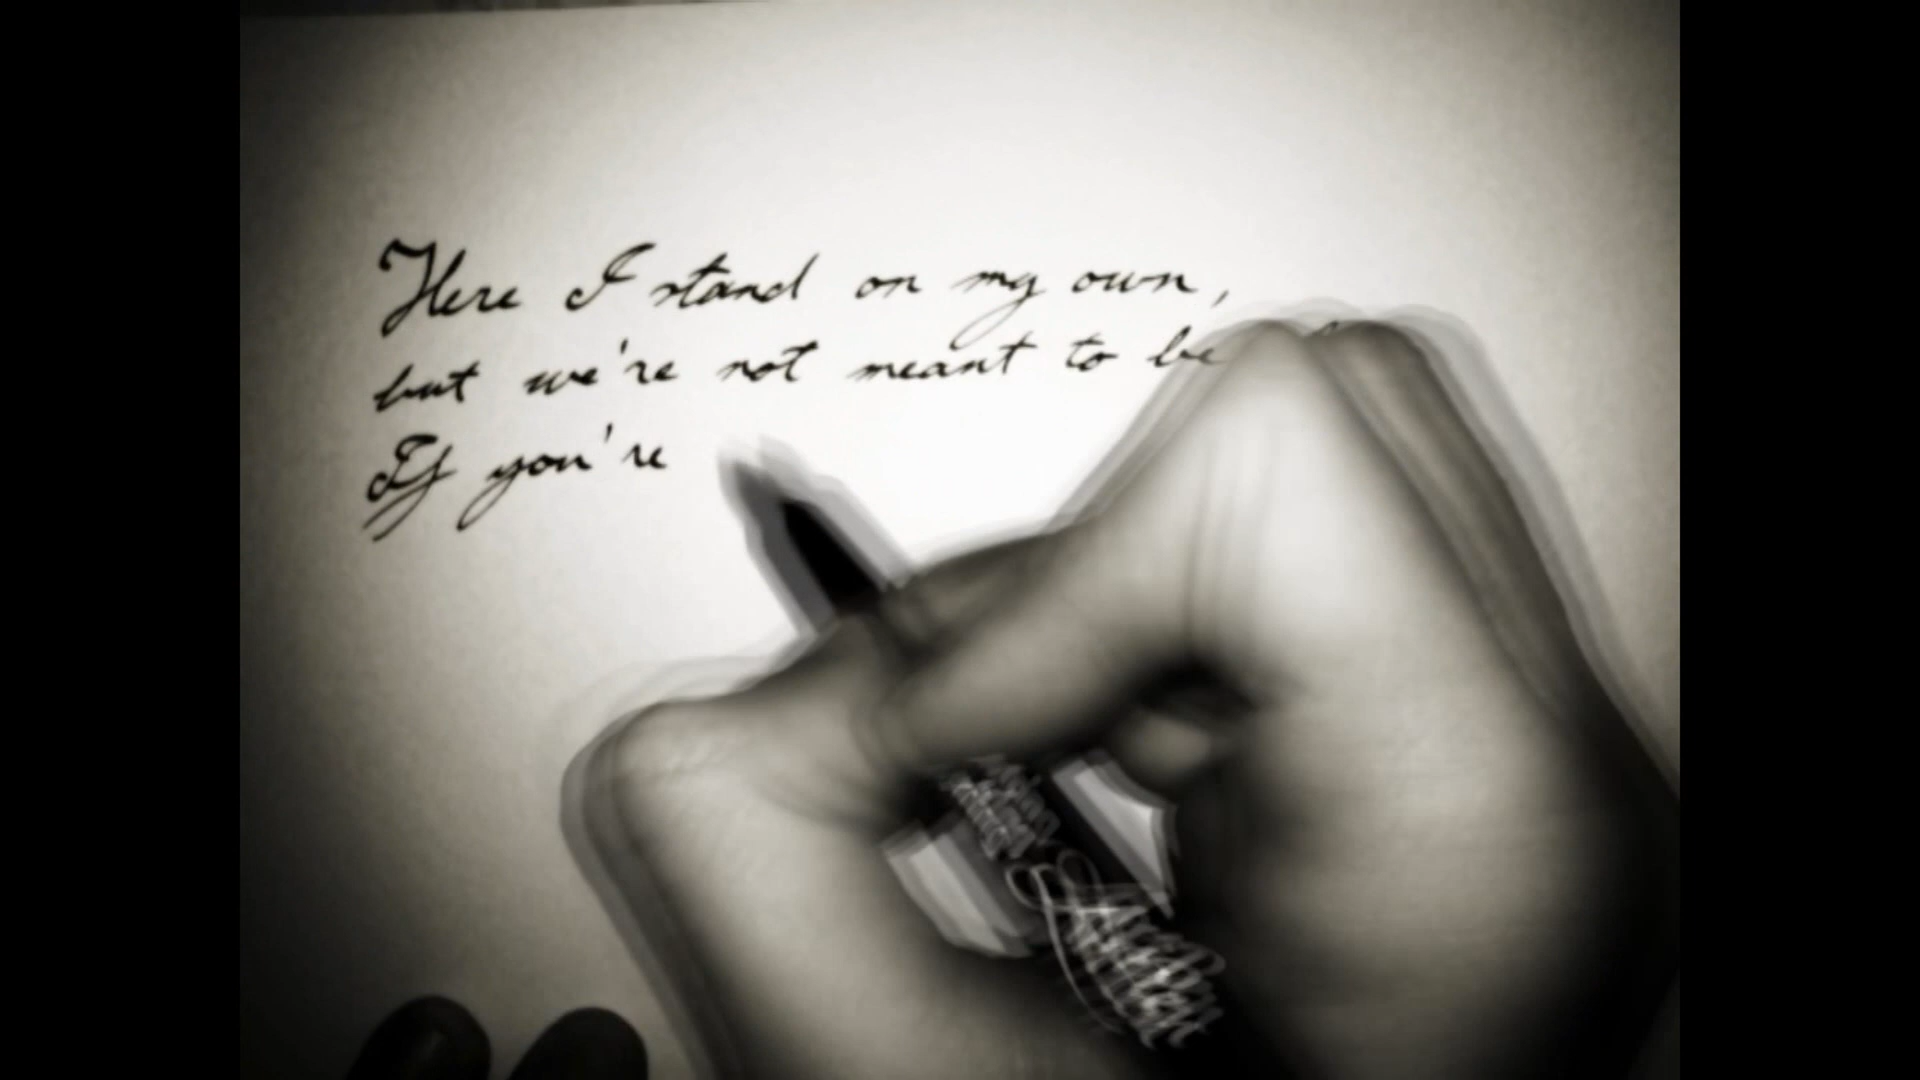 Here I stand on my own,
but we're not meant to be
If you're